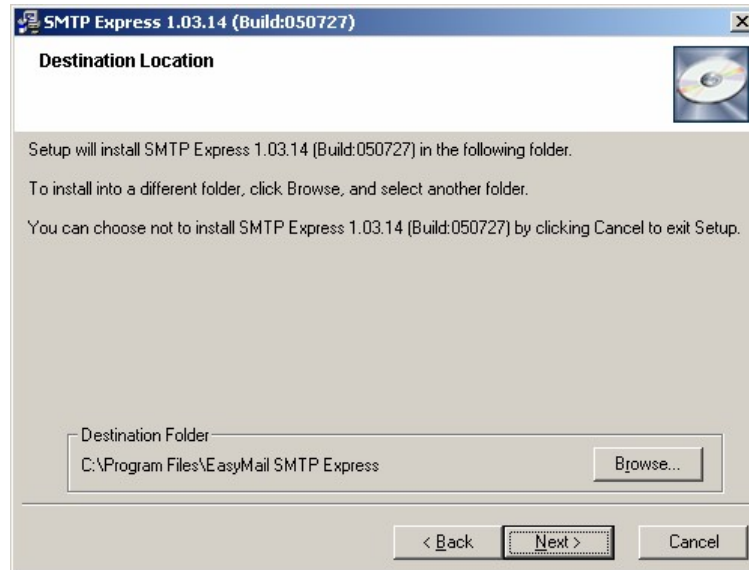 SMTP Express 1.03.14 (Build:050727)
Destination Location
Setup will install SMTP Express 1.03.14 (Build:050727) in the following folder.
To install into a different folder, click Browse, and select another folder.
You can choose not to install SMTP Express 1.03.14 (Build:050727) by clicking Cancel to exit Setup.
Destination Folder
C:\Program Files\EasyMail SMTP Express
Browse...
< Back
Next >
Cancel